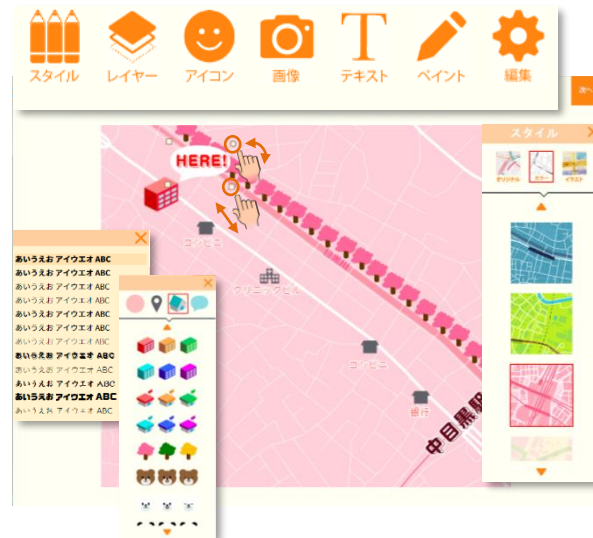 スタイル
レイヤー
アイコン
画像
テキスト
ペイント
編集
次へ
スタイル
オリジナル
カラー
イラスト
HERE!
コンビニ
クリニックビル
コンビニ
銀行
中目黒駅
あいうえお アイウエオ ABC
あいうえお アイウエオ ABC
あいうえお アイウエオ ABC
あいうえお アイウエオ ABC
あいうえお アイウエオ ABC
あいうえお アイウエオ ABC
あいうえお アイウエオ ABC
あいうえお アイウエオ ABC
あいうえお アイウエオ ABC
あいうえお アイウエオ ABC
あいうえお アイウエオ ABC
あいうえお アイウエオ ABC